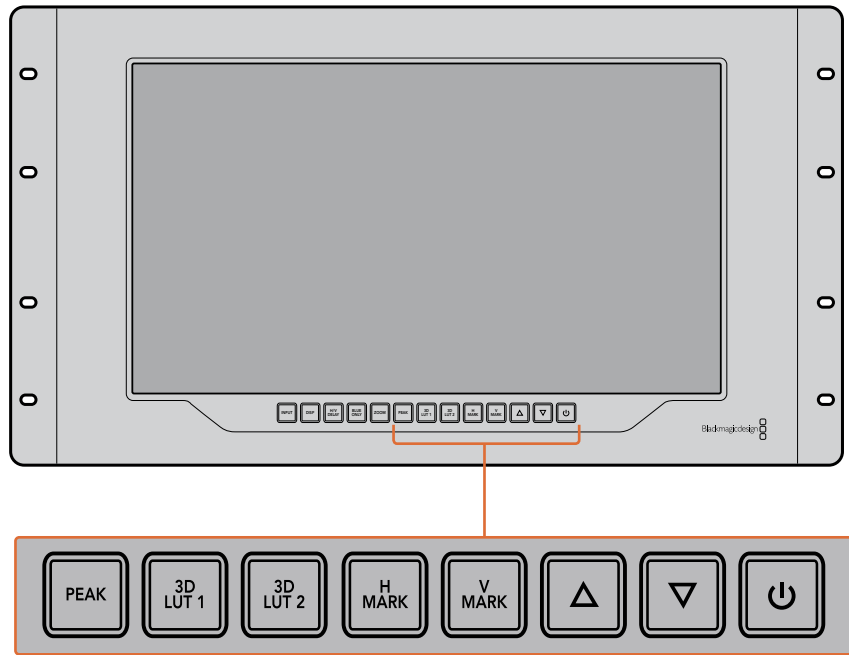 INPUT
DISP
H/V
DELAY
BLUE
ONLY
ZOOM
PEAK
3D
LUT 1
3D
LUT 2
H
MARK
V
MARK
Blackmagicdesign
PEAK
3D
LUT 1
3D
LUT 2
H
MARK
V
MARK